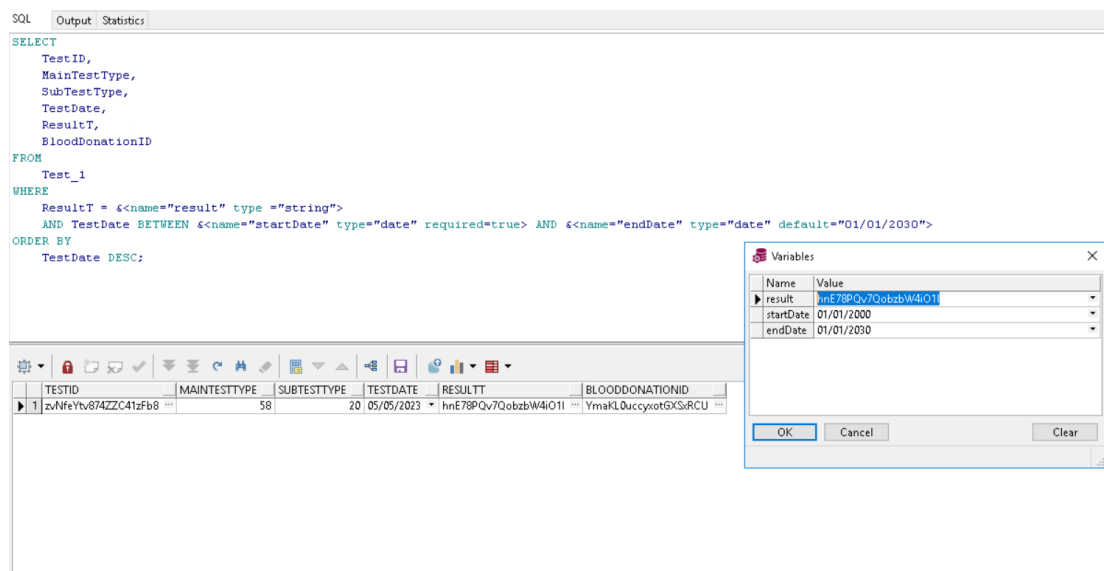 SQL Output Statistics
SELECT
TestID,
MainTestType,
SubTestType,
TestDate,
ResultT,
BloodDonationID
FROM
Test_1
WHERE
ResultT = &<name="result" type ="string">
AND TestDate BETWEEN &<name="startDate" type="date" required=true> AND &<name="endDate" type="date" default="01/01/2030">
ORDER BY
TestDate DESC;
Variables
Name Value
result hnE78PQv7QobzbW4iO1I
startDate 01/01/2000
endDate 01/01/2030
OK Cancel Clear
TESTID MAINTESTTYPE SUBTESTTYPE TESTDATE RESULTT BLOODDONATIONID
1 zvNfeYtv874ZZC41zFb8 ... 58 20 05/05/2023 hnE78PQv7QobzbW4iO1I ... YmaKL0uccyxotGXSxRCU ...